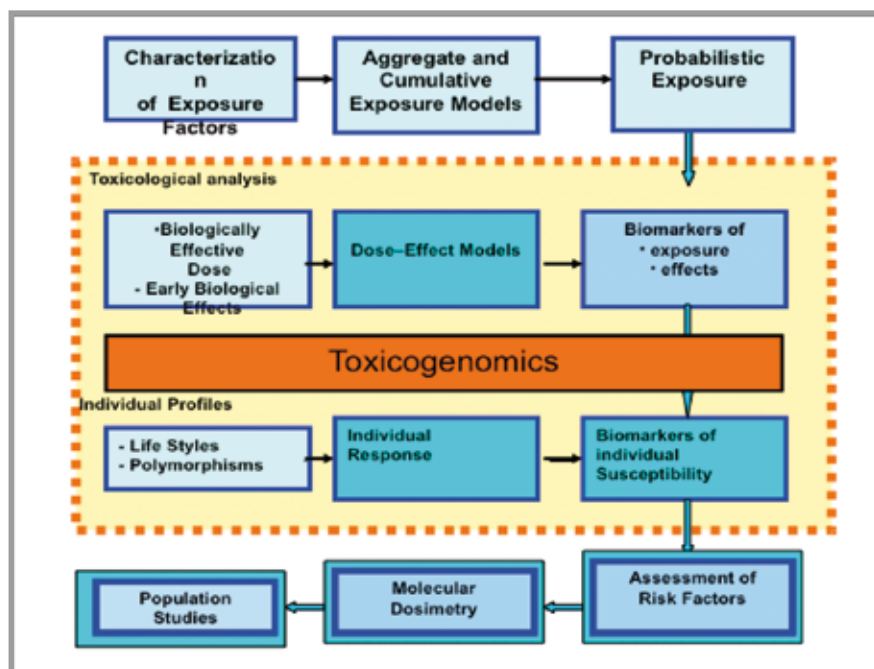 Characterizatio
n
of Exposure
Factors
Aggregate and
Cumulative
Exposure Models
Probabilistic
Exposure
Toxicological analysis
•Biologically
Effective
Dose
- Early Biological
Effects
Dose–Effect Models
Biomarkers of
• exposure
• effects
Toxicogenomics
Individual Profiles
- Life Styles
- Polymorphisms
Individual
Response
Biomarkers of
individual
Susceptibility
Population
Studies
Molecular
Dosimetry
Assessment of
Risk Factors